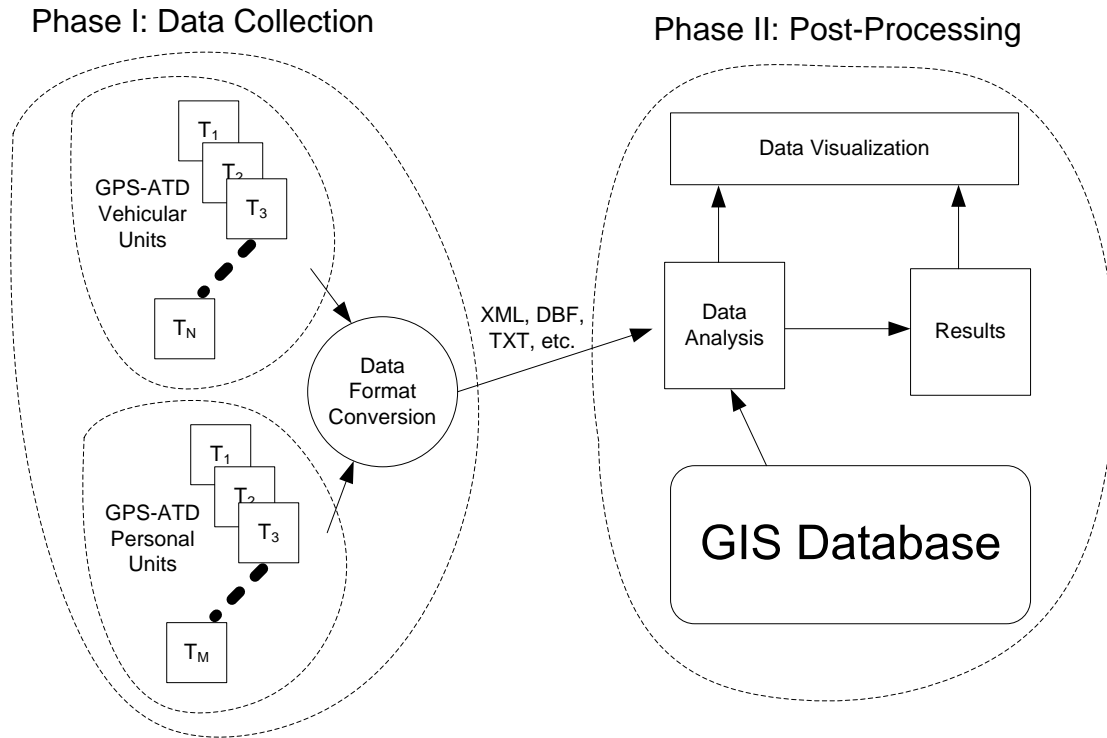 Phase I: Data Collection
T1
T2
T3
GPS-ATD
Vehicular
Units
TN
T1
T2
T3
GPS-ATD
Personal
Units
TM
Data
Format
Conversion
XML, DBF,
TXT, etc.
Phase II: Post-Processing
Data Visualization
Data
Analysis
Results
GIS Database